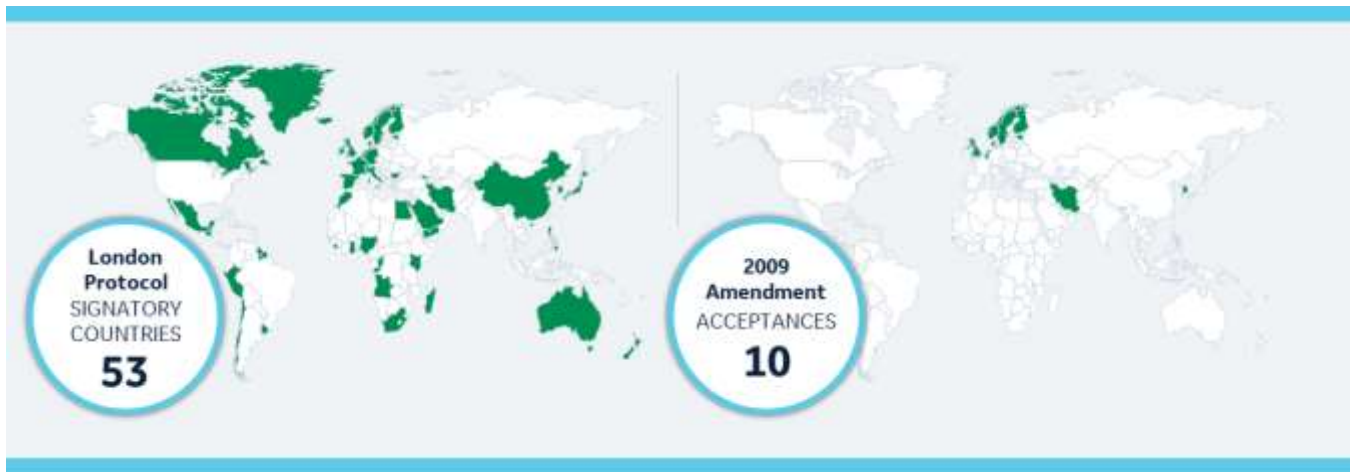 London
Protocol
SIGNATORY
COUNTRIES
53
2009
Amendment
ACCEPTANCES
10